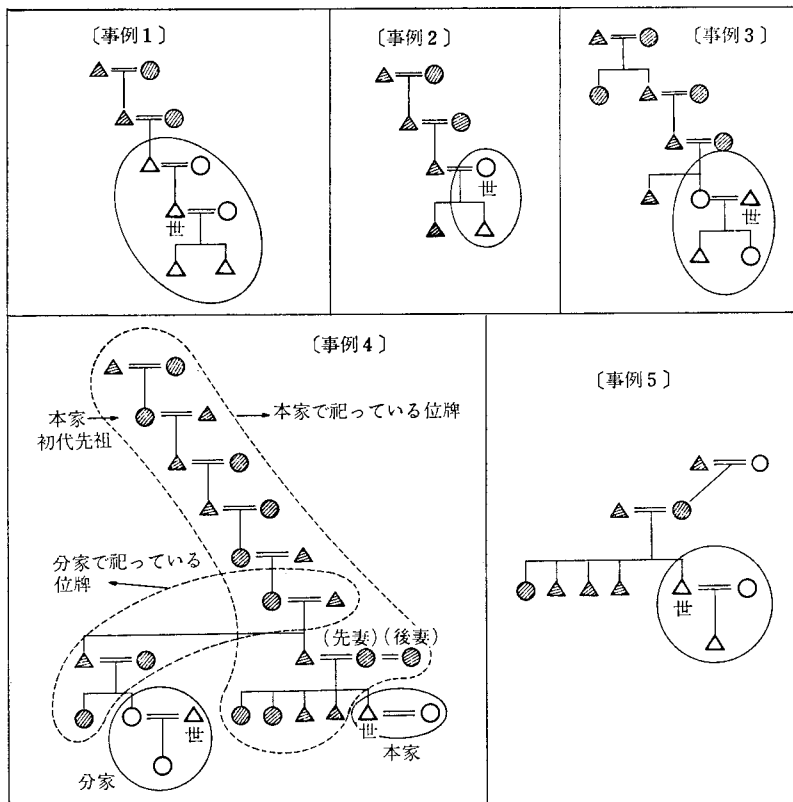 〔事例1〕
世
〔事例2〕
世
〔事例3〕
世
〔事例4〕
本家
初代先祖
本家で祀っている位牌
分家で祀っている
位牌
(先妻)(後妻)
世
分家
世
本家
〔事例5〕
世